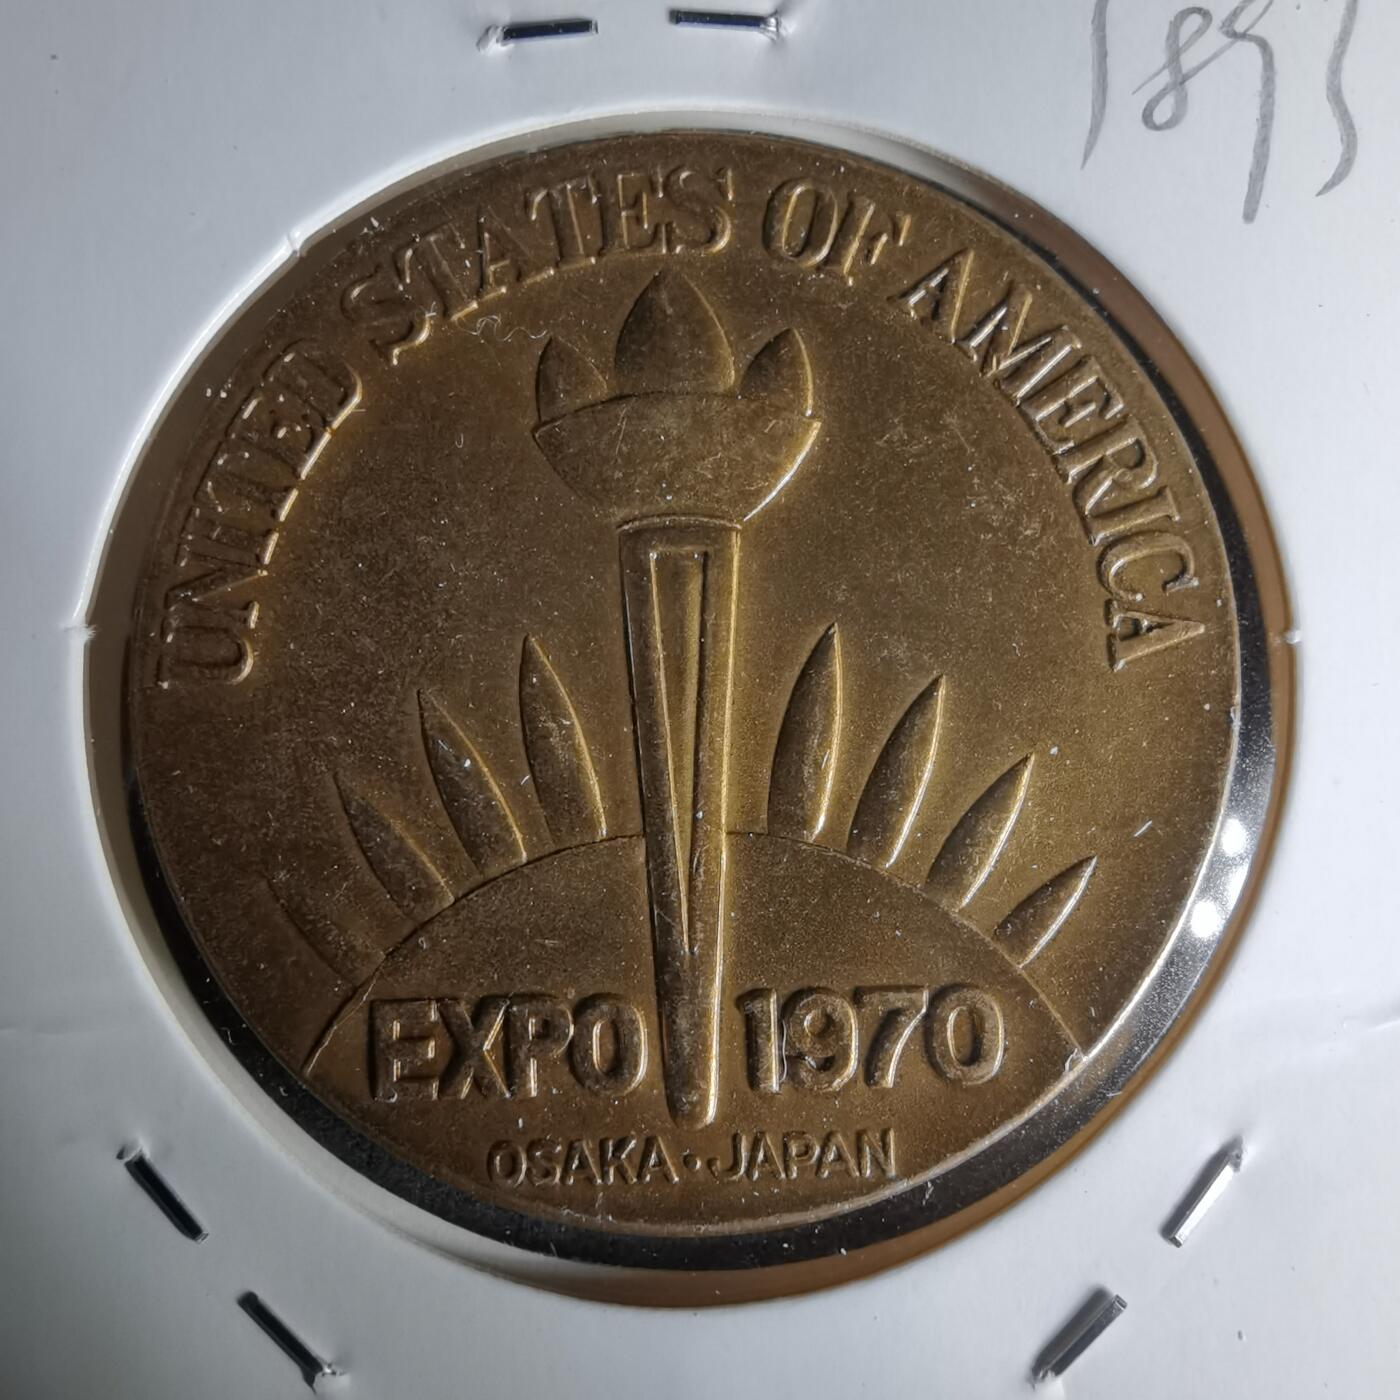 UNITED STATES OF AMERICA
EXPO 1970
OSAKA·JAPAN